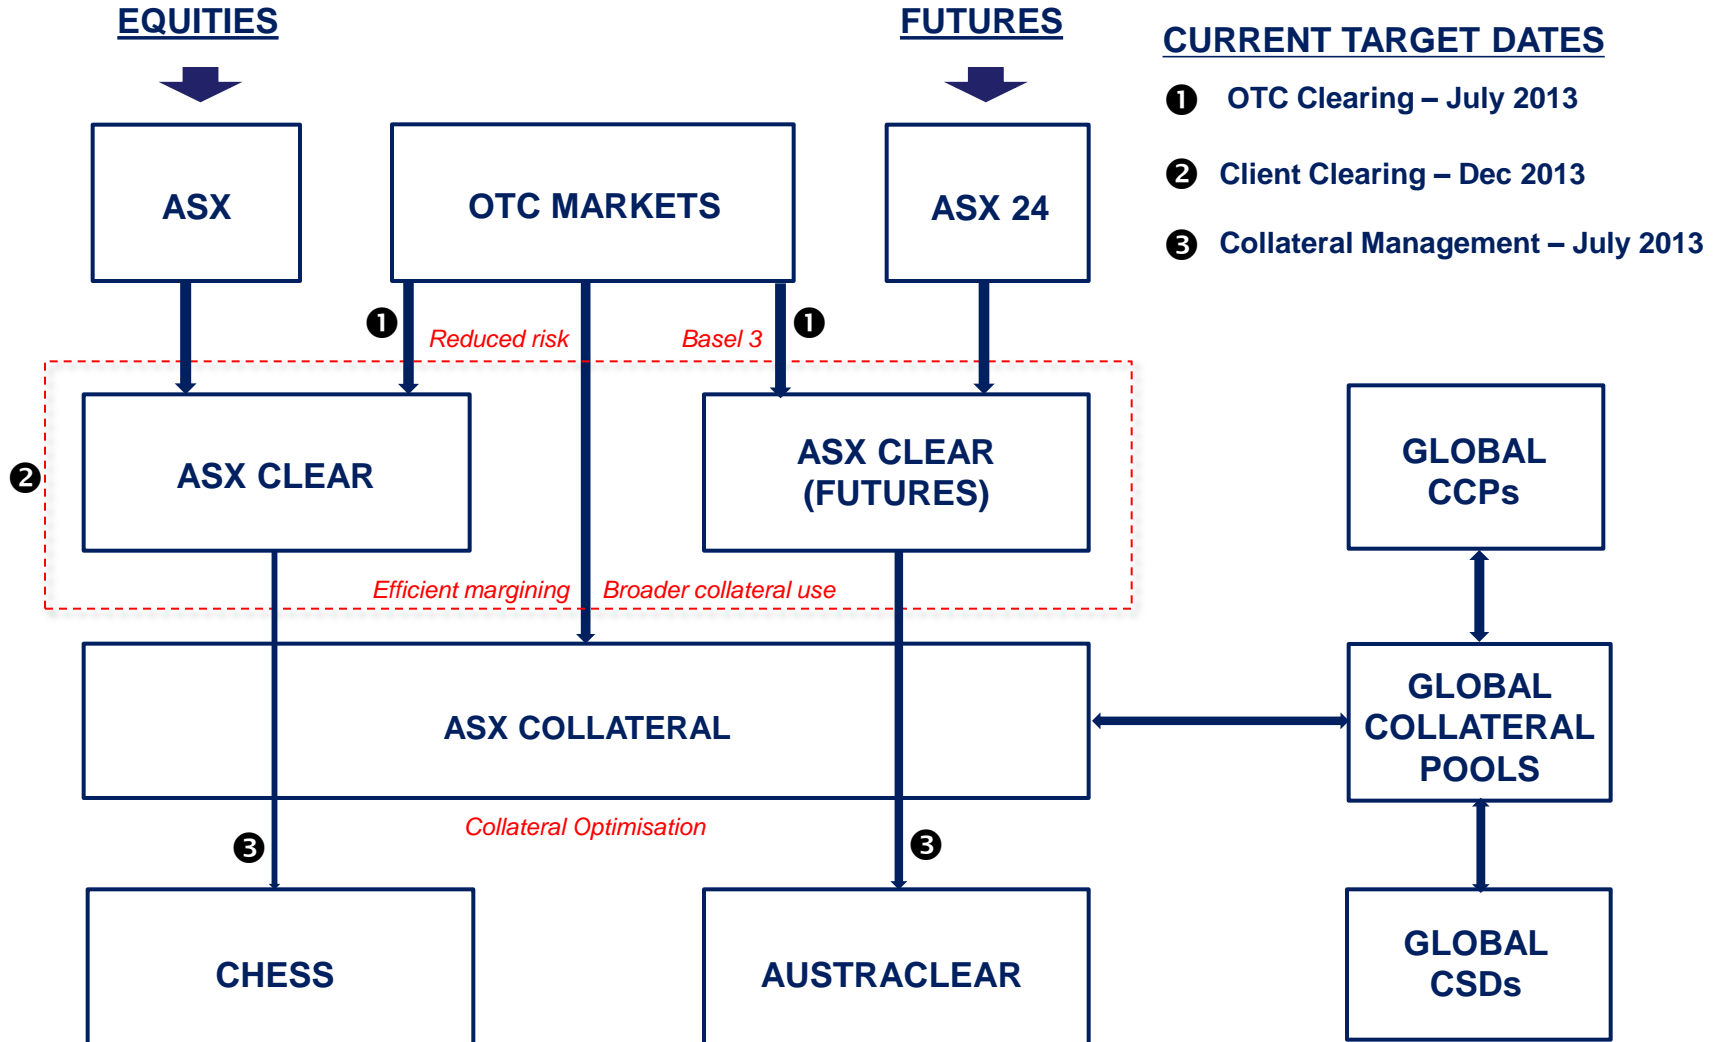 EQUITIES
FUTURES
CURRENT TARGET DATES
❶ OTC Clearing – July 2013
❷ Client Clearing – Dec 2013
❸ Collateral Management – July 2013
ASX
OTC MARKETS
ASX 24
❶
Reduced risk
Basel 3
❶
❷
ASX CLEAR
ASX CLEAR
(FUTURES)
GLOBAL
CCPs
Efficient margining
Broader collateral use
ASX COLLATERAL
GLOBAL
COLLATERAL
POOLS
Collateral Optimisation
❸
❸
CHESS
AUSTRACLEAR
GLOBAL
CSDs